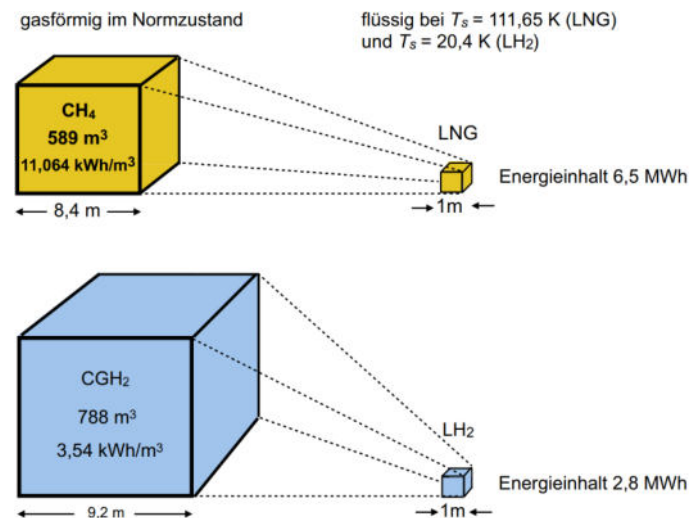 gasförmig im Normzustand
flüssig bei Tₛ = 111,65 K (LNG)
und Tₛ = 20,4 K (LH₂)
CH₄
589 m³
11,064 kWh/m³
8,4 m
LNG
1m
Energieinhalt 6,5 MWh
CGH₂
788 m³
3,54 kWh/m³
9,2 m
LH₂
1m
Energieinhalt 2,8 MWh